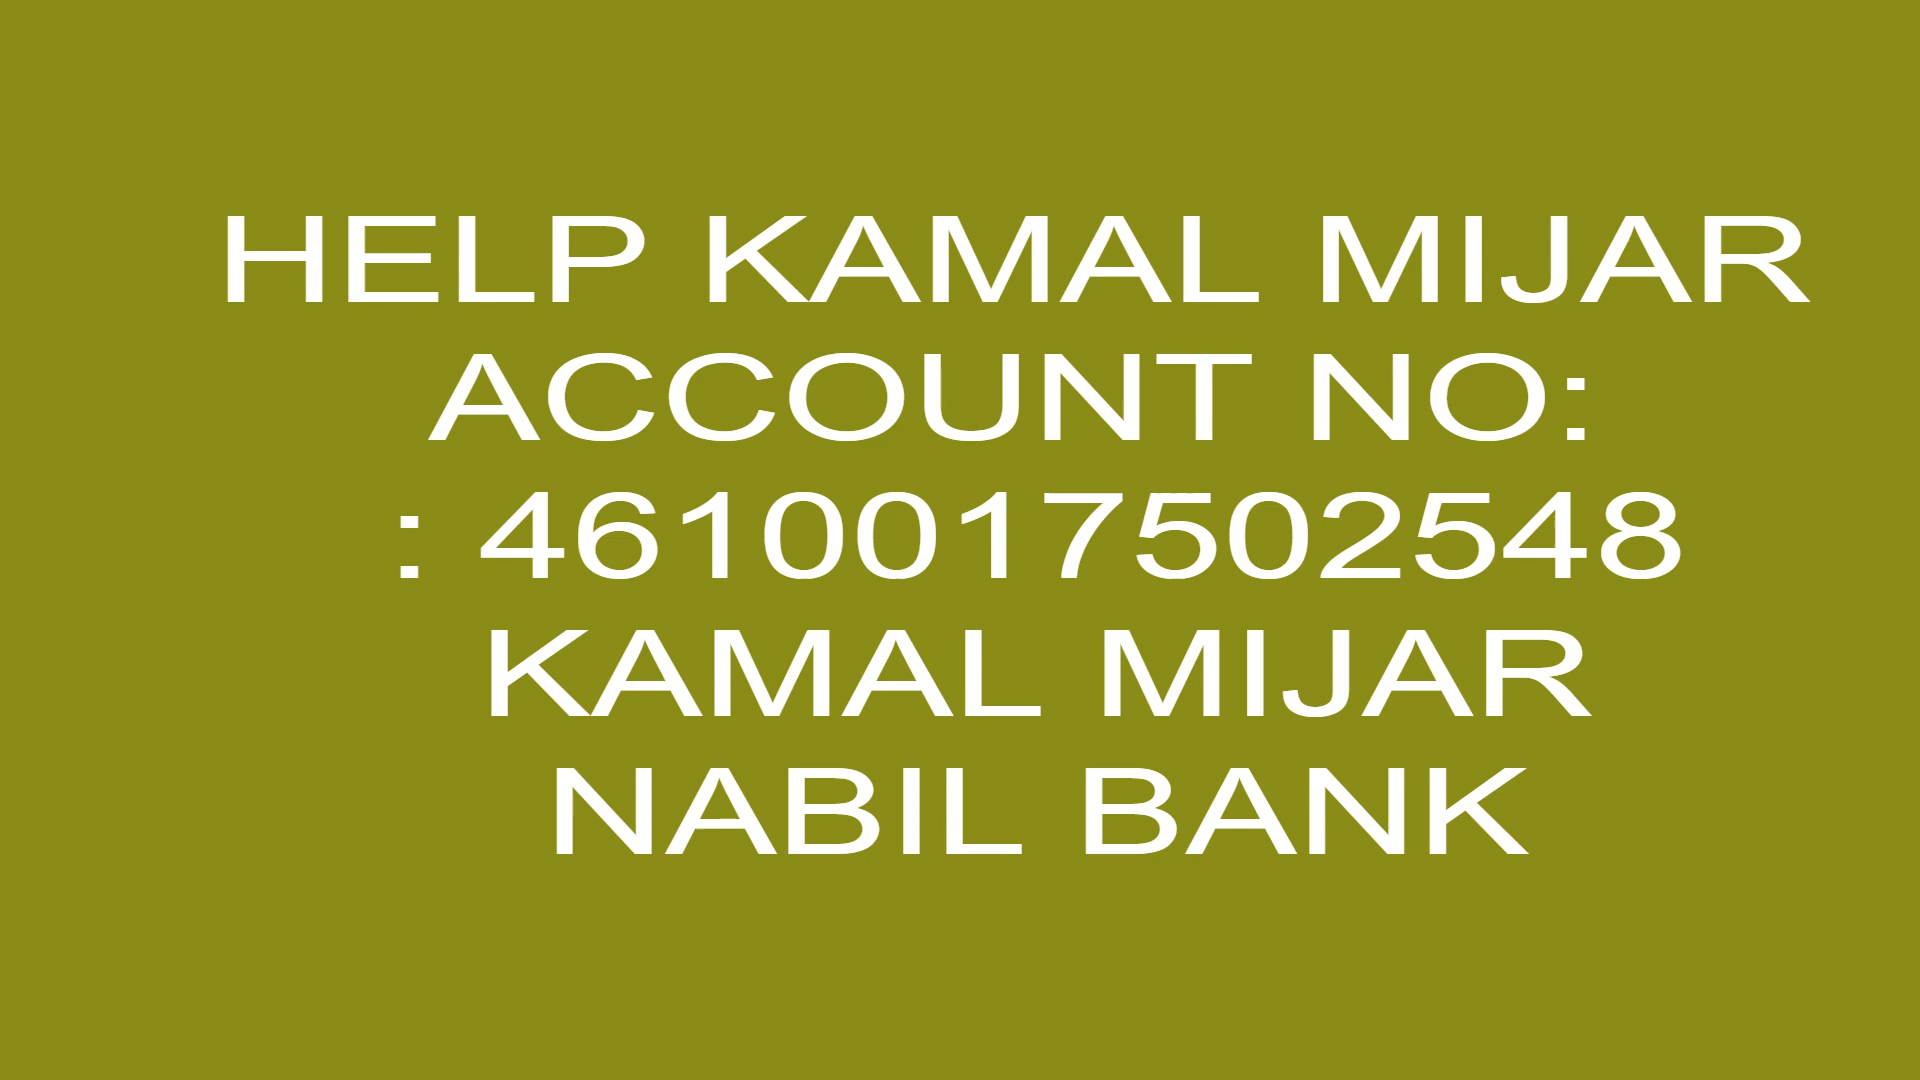 HELP KAMAL MIJAR
ACCOUNT NO:
: 4610017502548
KAMAL MIJAR
NABIL BANK